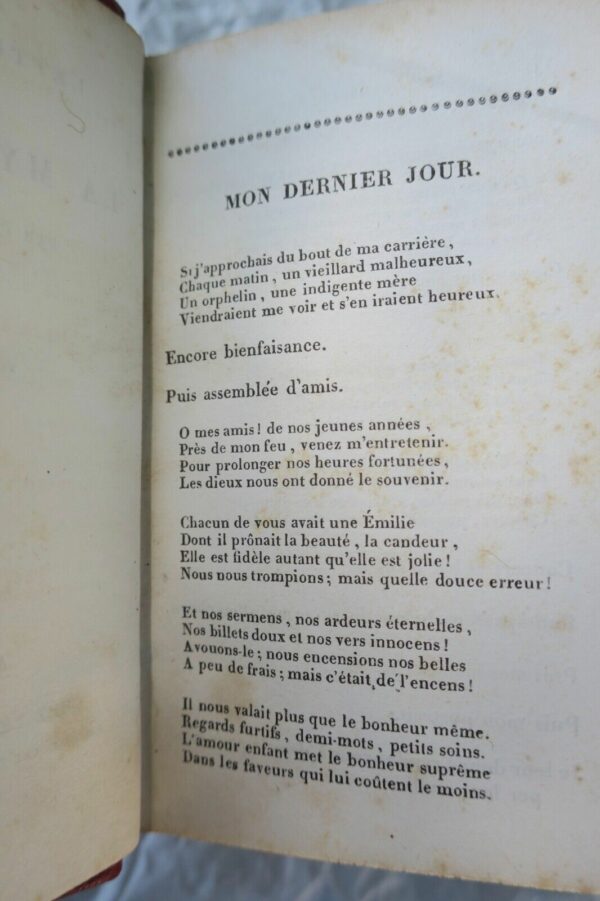 MON DERNIER JOUR.
Si j'approchais du bout de ma carrière,
Chaque matin, un vieillard malheureux,
Un orphelin, une indigente mère
Viendraient me voir et s'en iraient heureux.
Encore bienfaisance.
Puis assemblée d'amis.
O mes amis! de nos jeunes années,
Près de mon feu, venez m'entretenir.
Pour prolonger nos heures fortunées,
Les dieux nous ont donné le souvenir.
Chacun de vous avait une Émilie
Dont il prônait la beauté, la candeur,
Elle est fidèle autant qu'elle est jolie!
Nous nous trompions; mais quelle douce erreur!
Et nos sermens, nos ardeurs éternelles,
Nos billets doux et nos vers innocens!
Avouons-le; nous encensions nos belles
A peu de frais; mais c'était de l'encens!
Il nous valait plus que le bonheur même.
Regards furtifs, demi-mots, petits soins.
L'amour enfant met le bonheur suprême
Dans les faveurs qui lui coûtent le moins.